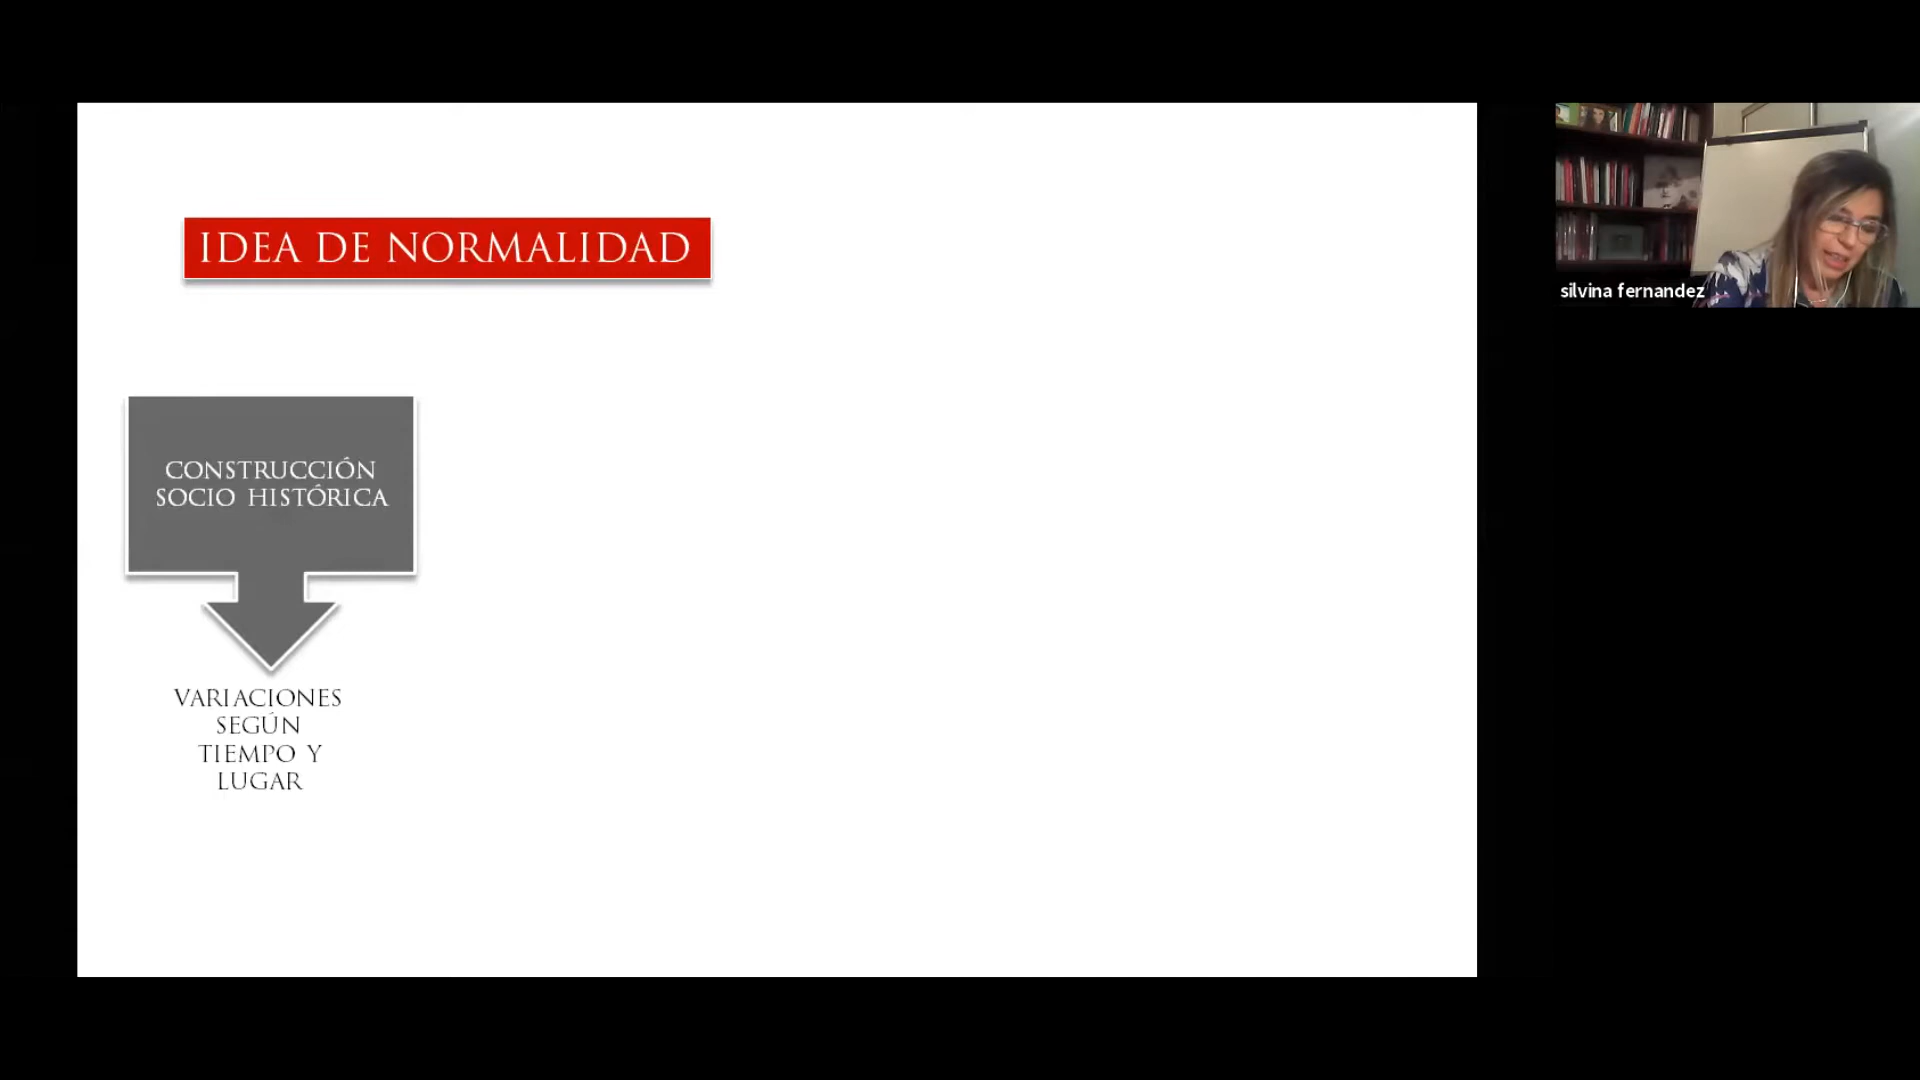 IDEA DE NORMALIDAD
CONSTRUCCIÓN
SOCIO HISTÓRICA
VARIACIONES
SEGÚN
TIEMPO Y
LUGAR
silvina fernandez